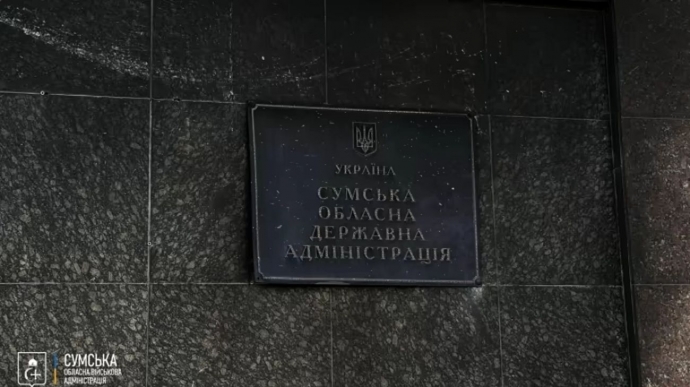 УКРАЇНА
СУМСЬКА
ОБЛАСНА
ДЕРЖАВНА
АДМІНІСТРАЦІЯ
СУМСЬКА
ОБЛАСНА ВІЙСЬКОВА
АДМІНІСТРАЦІЯ